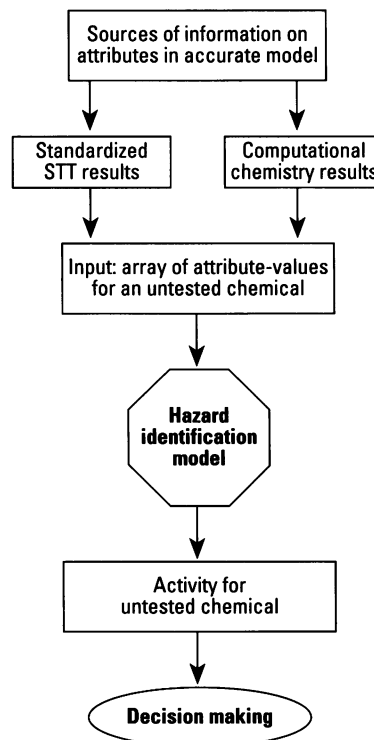 Sources of information on
attributes in accurate model
Standardized
STT results
Computational
chemistry results
Input: array of attribute-values
for an untested chemical
Hazard
identification
model
Activity for
untested chemical
Decision making